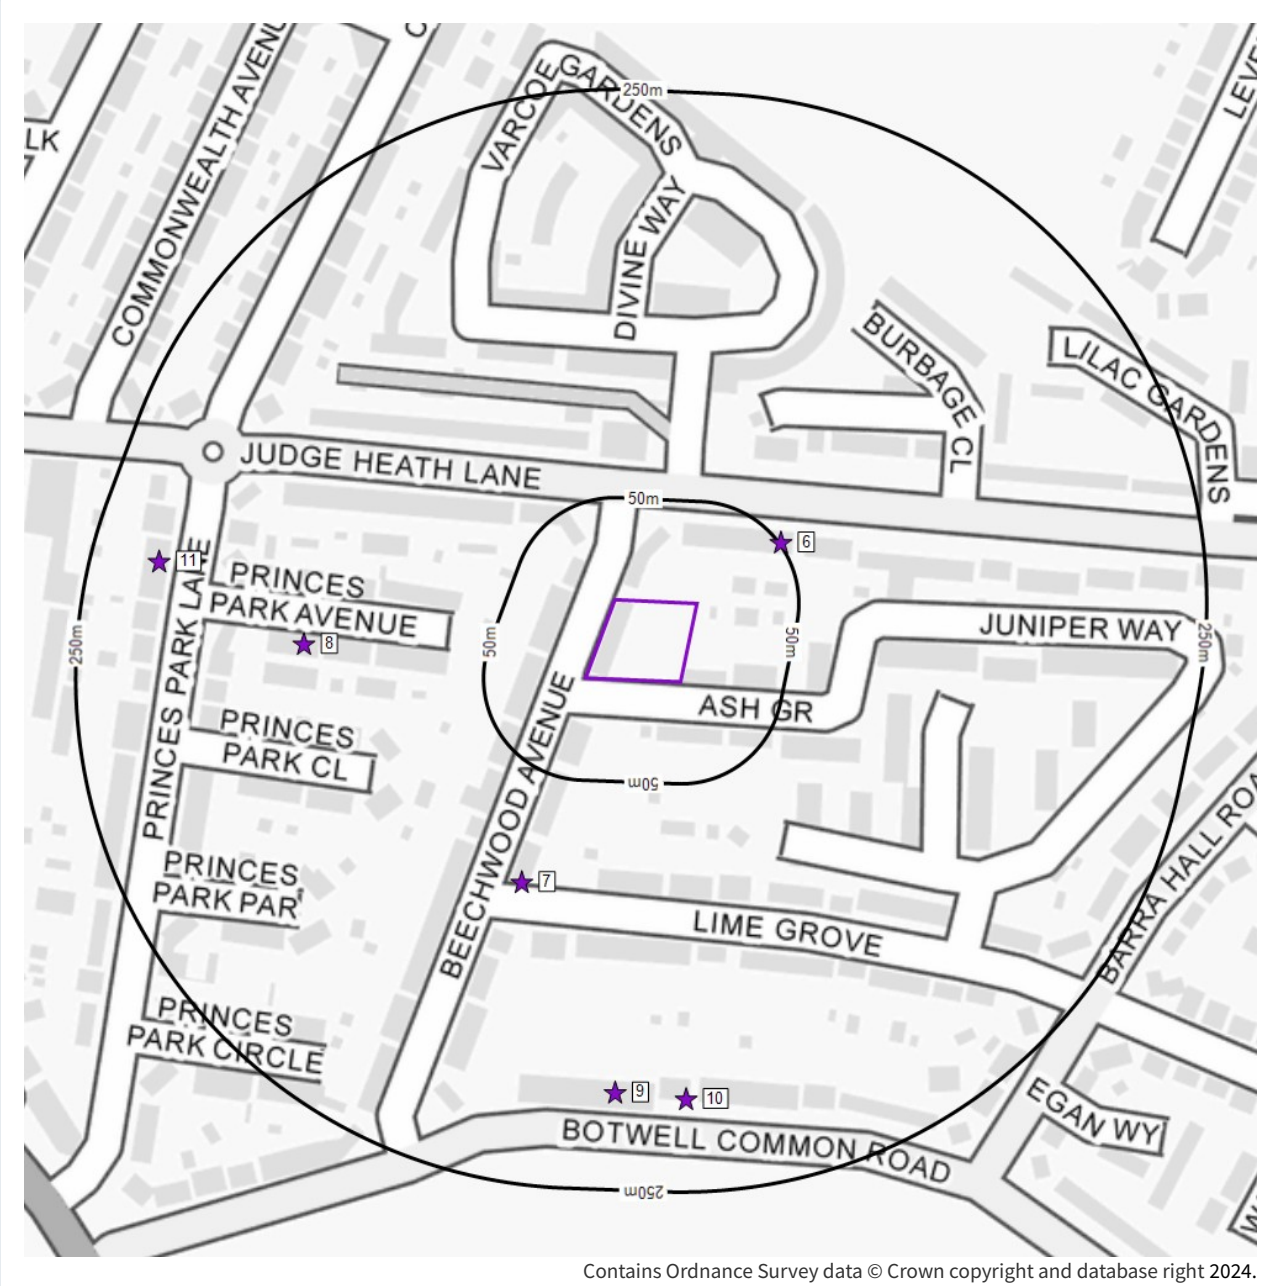 COMMONWEALTH AVENU
C
VARCOE
GARDENS
250m
LEVE
LK
DIVINE WAY
BURBAGE CL
LILAC GARDENS
JUDGE HEATH LANE
50m
6
11
PRINCES PARK LANE
PRINCES
PARK AVENUE
8
50m
50m
250m
JUNIPER WAY
250m
ASH GR
PRINCES
PARK CL
50m
BEECHWOOD AVENUE
7
PRINCES
PARK PAR
LIME GROVE
BARRA HALL ROA
PRINCES
PARK CIRCLE
9
10
EGAN WY
BOTWELL COMMON ROAD
250m
W
Contains Ordnance Survey data © Crown copyright and database right 2024.